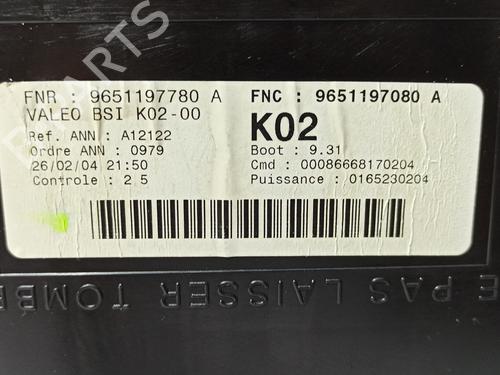 PARTS
FNR : 9651197780 A
FNC : 9651197080 A
VALEO BSI K02-00
K02
Ref. ANN : A12122
Ordre ANN : 0979
Boot : 9.31
26/02/04 21:50
Cmd : 00086668170204
Controle : 2 5
Puissance : 0165230204
E PAS LAISSER TOMBE